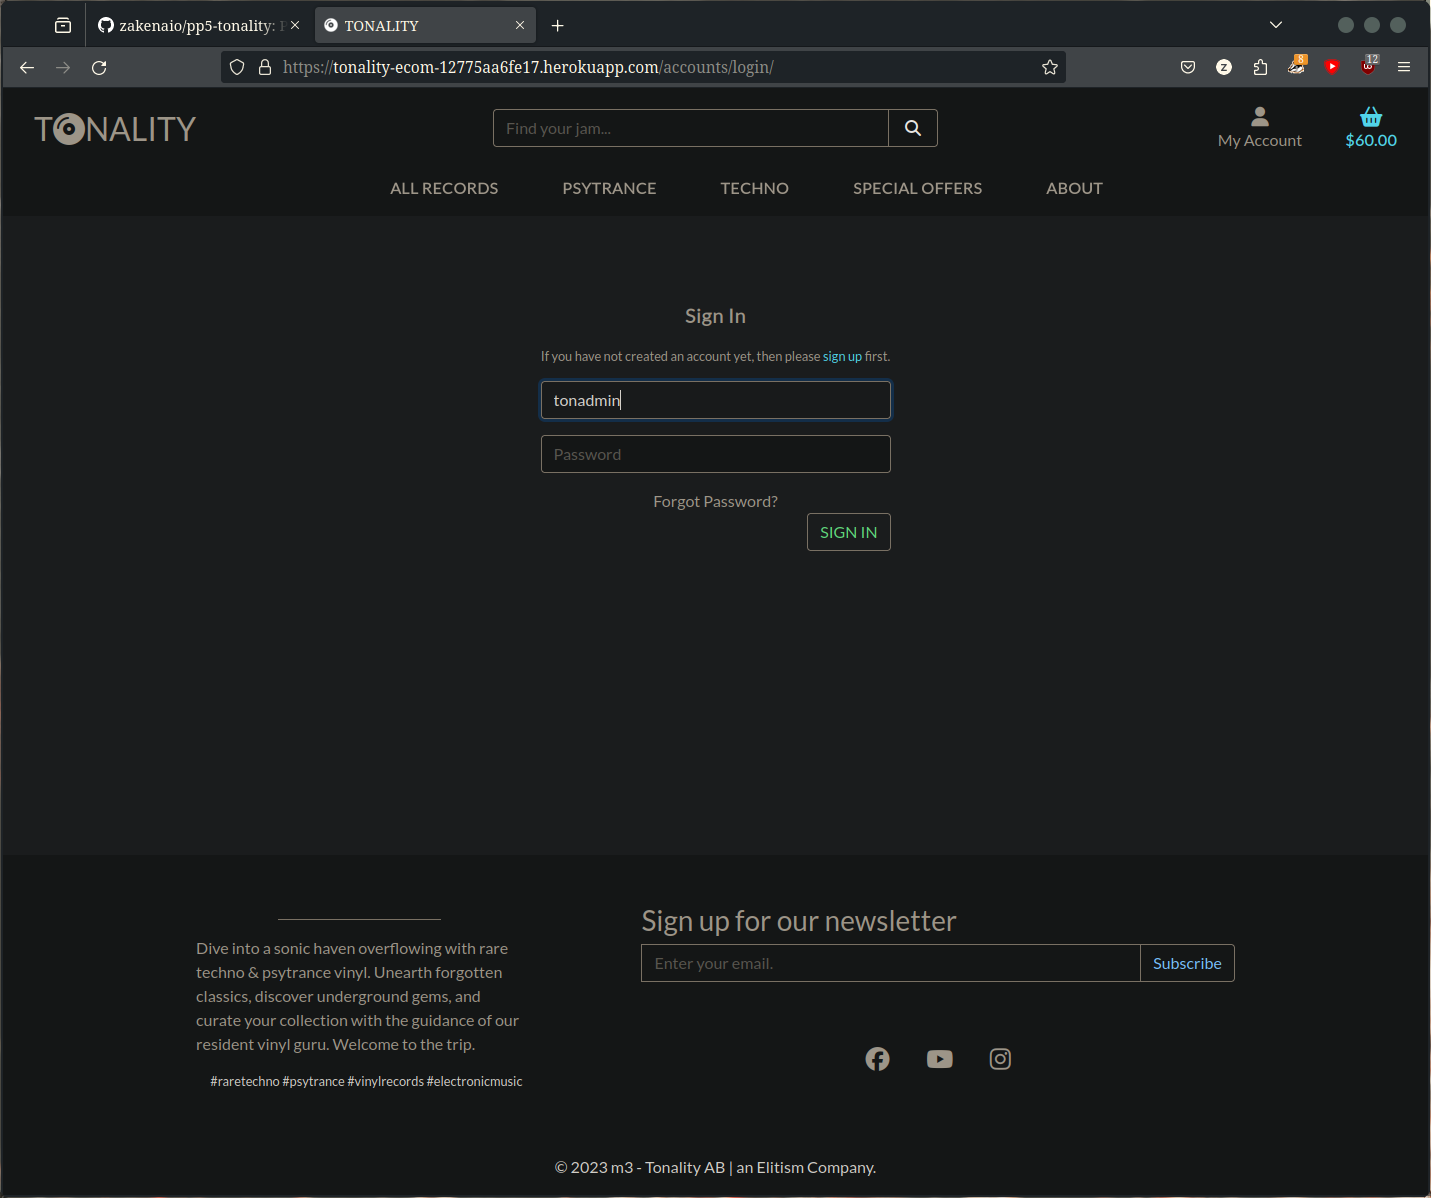 zakenaio/pp5-tonality:
TONALITY
https://tonality-ecom-12775aa6fe17.herokuapp.com/accounts/login/
Z
8
12
TONALITY
Find your jam...
My Account
$60.00
ALL RECORDS PSYTRANCE TECHNO SPECIAL OFFERS ABOUT
Sign In
If you have not created an account yet, then please sign up first.
tonadmin
Password
Forgot Password?
SIGN IN
Dive into a sonic haven overflowing with rare
techno & psytrance vinyl. Unearth forgotten
classics, discover underground gems, and
curate your collection with the guidance of our
resident vinyl guru. Welcome to the trip.
#raretechno #psytrance #vinylrecords #electronicmusic
Sign up for our newsletter
Enter your email.
Subscribe
© 2023 m3 - Tonality AB | an Elitism Company.